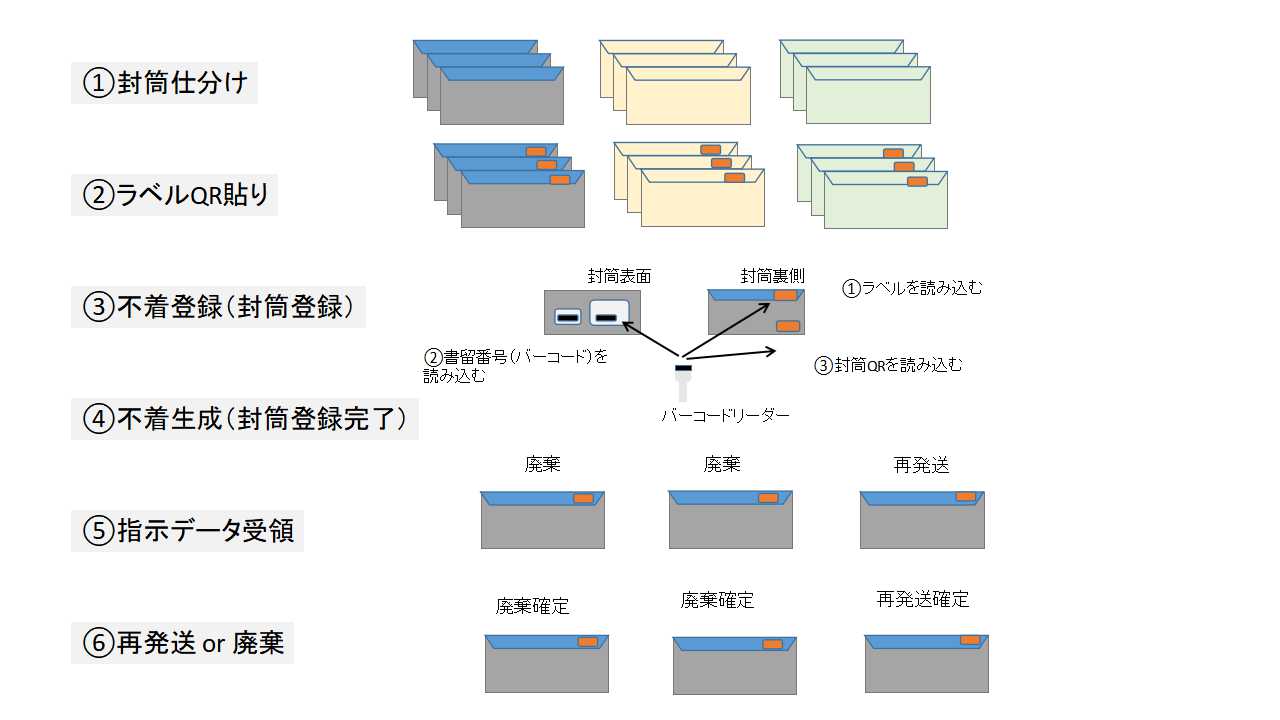 ①封筒仕分け
②ラベルQR貼り
③不着登録（封筒登録）
封筒表面
封筒裏側
①ラベルを読み込む
②書留番号（バーコード）を
読み込む
③封筒QRを読み込む
バーコードリーダー
④不着生成（封筒登録完了）
廃棄
廃棄
再発送
⑤指示データ受領
廃棄確定
廃棄確定
再発送確定
⑥再発送 or 廃棄